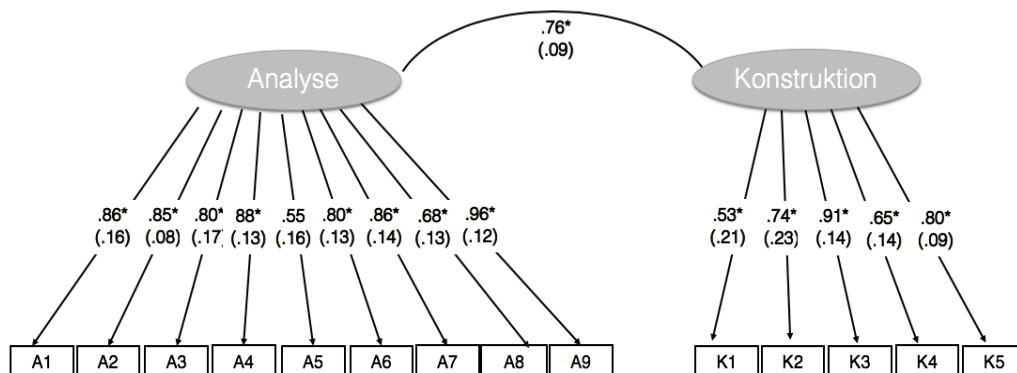 .76*
(.09)
Analyse
Konstruktion
.86* .85* .80* 88* .55 .80* .86* .68* .96*
(.16) (.08) (.17) (.13) (.16) (.13) (.14) (.13) (.12)
.53* .74* .91* .65* .80*
(.21) (.23) (.14) (.14) (.09)
A1 A2 A3 A4 A5 A6 A7 A8 A9
K1 K2 K3 K4 K5